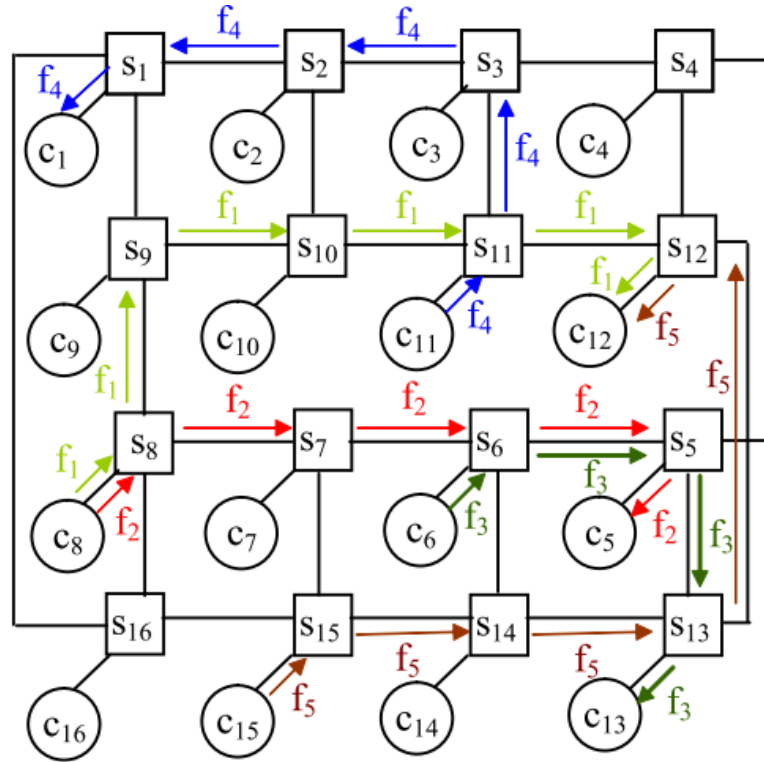 f₄ f₄
s₁ s₂ s₃ s₄
f₄
c₁ c₂ c₃ f₄ c₄
f₁ f₁ f₁
s₉ s₁₀ s₁₁ s₁₂
f₁
c₉ c₁₀ c₁₁ f₄ c₁₂ f₅
f₁ f₅
f₂ f₂ f₂
s₈ s₇ s₆ s₅
f₁ f₃
c₈ f₂ c₇ c₆ f₃ c₅ f₂ f₃
s₁₆ s₁₅ s₁₄ s₁₃
f₅ f₅
c₁₆ c₁₅ f₅ c₁₄ c₁₃ f₃